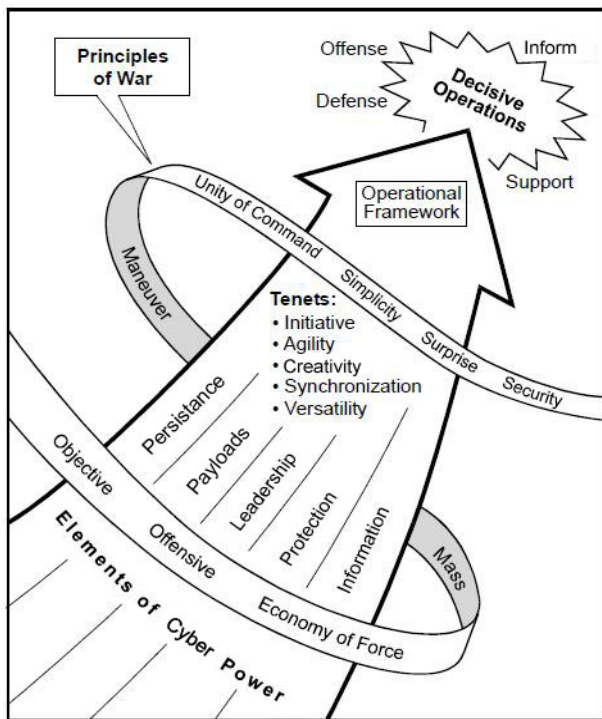 Principles
of War
Offense
Inform
Decisive
Operations
Defense
Support
Operational
Framework
Unity of Command
Simplicity
Surprise
Security
Maneuver
Tenets:
• Initiative
• Agility
• Creativity
• Synchronization
• Versatility
Persistance
Payloads
Leadership
Protection
Information
Objective
Offensive
Economy of Force
Mass
Elements of Cyber Power